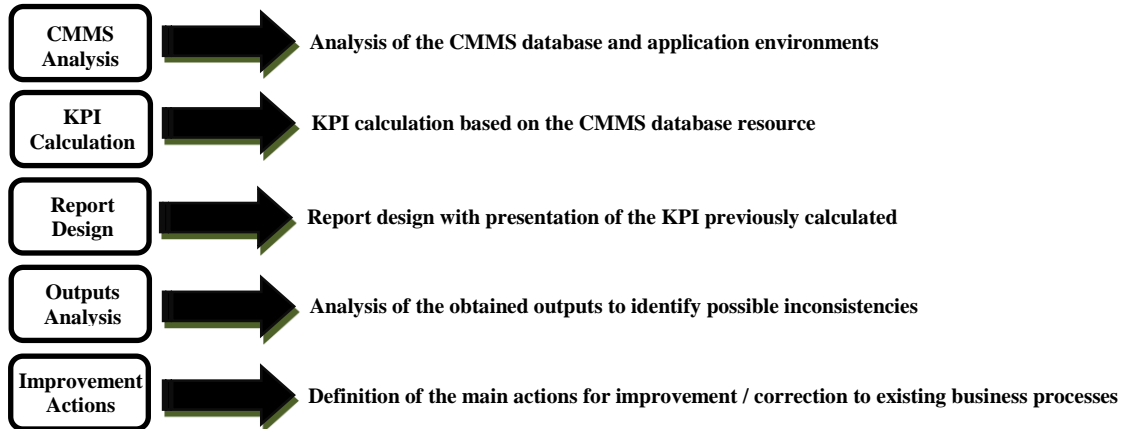 CMMS
Analysis
Analysis of the CMMS database and application environments
KPI
Calculation
KPI calculation based on the CMMS database resource
Report
Design
Report design with presentation of the KPI previously calculated
Outputs
Analysis
Analysis of the obtained outputs to identify possible inconsistencies
Improvement
Actions
Definition of the main actions for improvement / correction to existing business processes